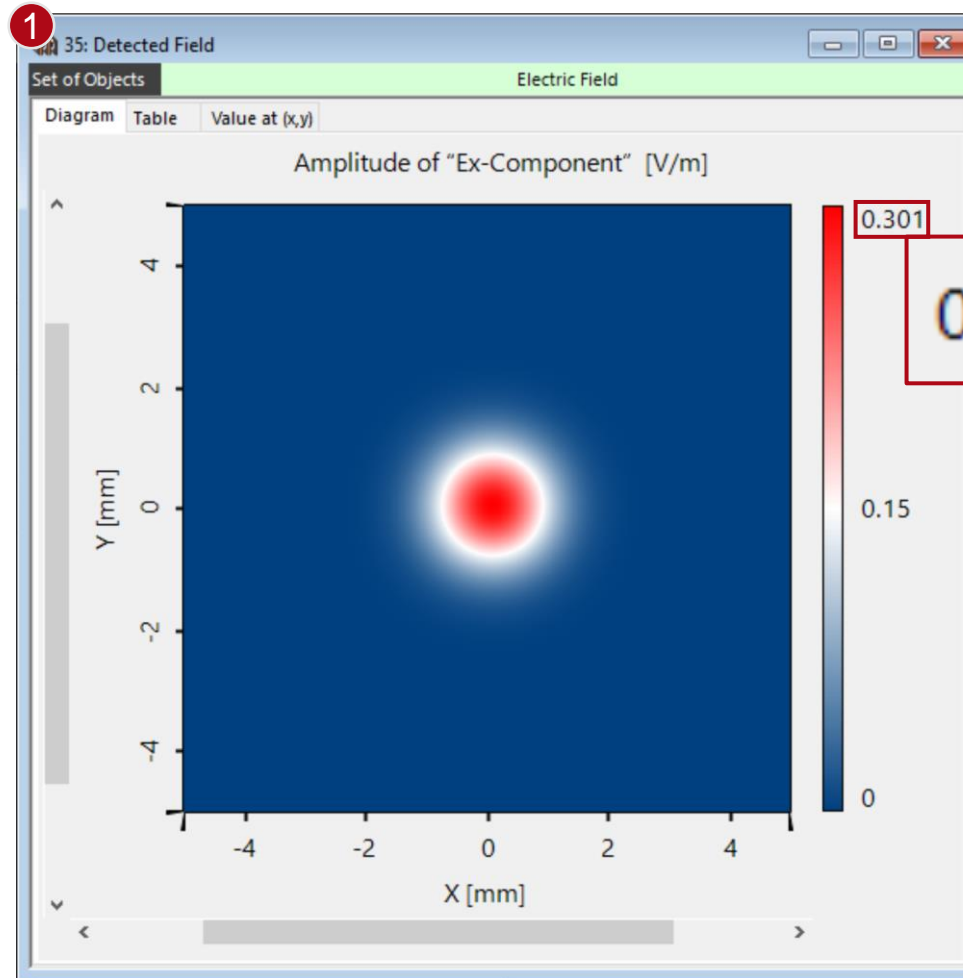 1
35: Detected Field
Set of Objects Electric Field
Diagram Table Value at (x,y)
Amplitude of "Ex-Component" [V/m]
0.301
0
4
2
0
-2
-4
Y [mm]
0.15
0
-4 -2 0 2 4
X [mm]